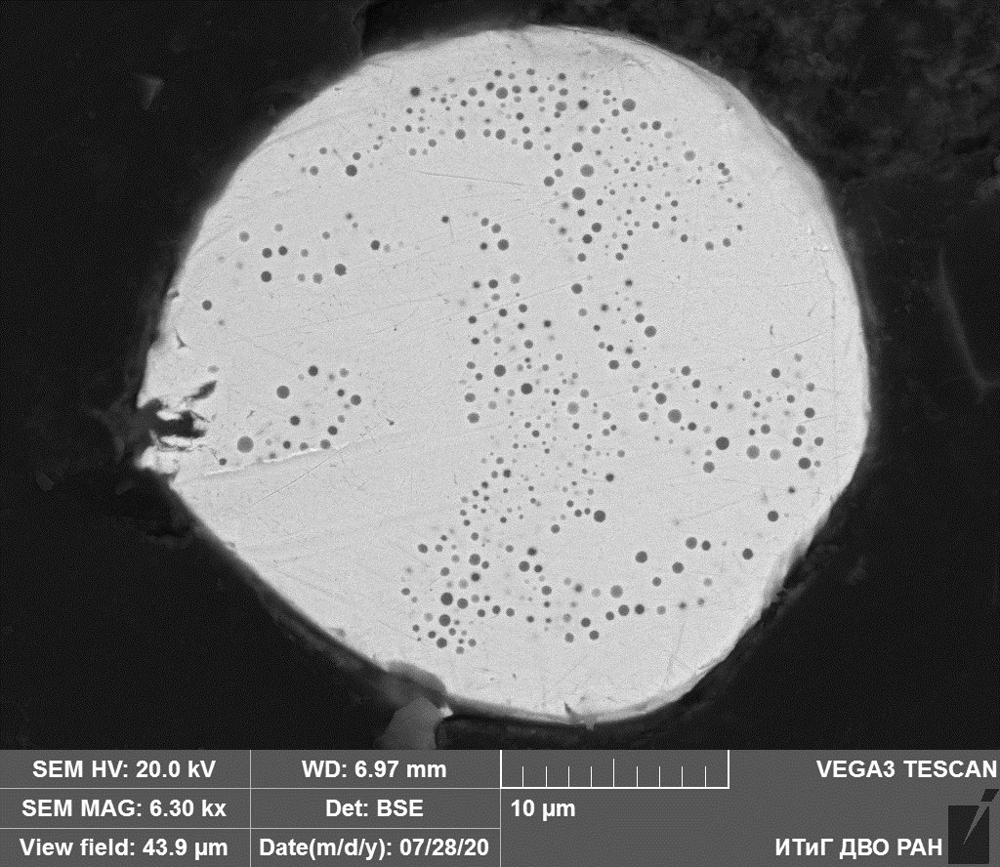 SEM HV: 20.0 kV
WD: 6.97 mm
VEGA3 TESCAN
SEM MAG: 6.30 kx
Det: BSE
10 µm
View field: 43.9 µm
Date(m/d/y): 07/28/20
ИТиГ ДВО РАН